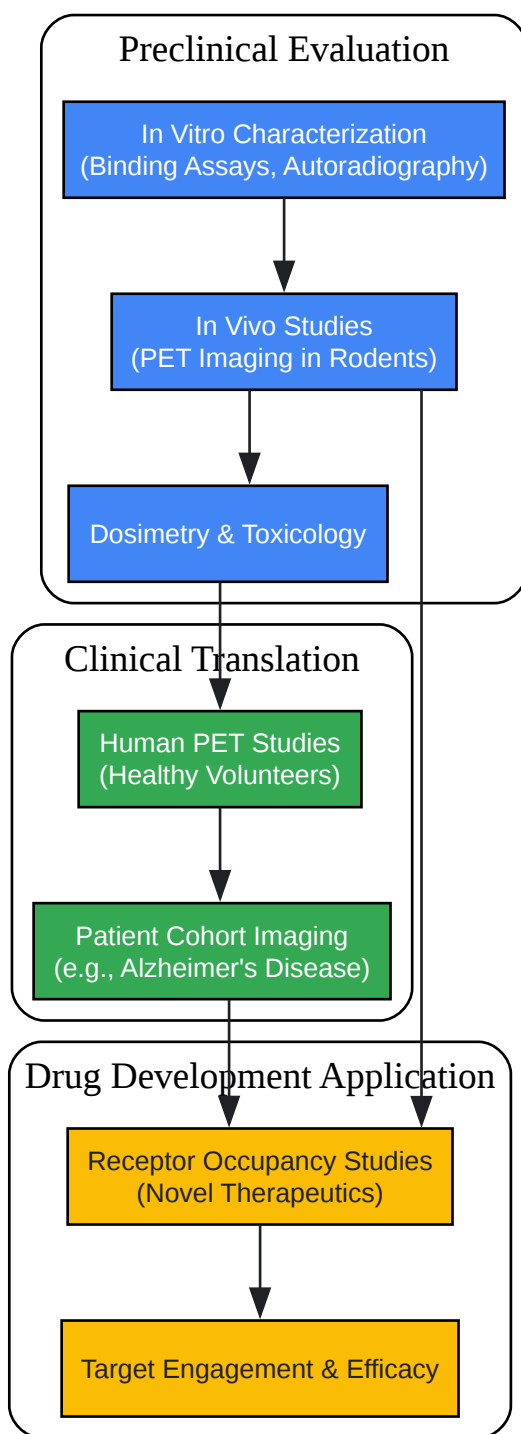 Preclinical Evaluation
In Vitro Characterization
(Binding Assays, Autoradiography)
In Vivo Studies
(PET Imaging in Rodents)
Dosimetry & Toxicology
Clinical Translation
Human PET Studies
(Healthy Volunteers)
Patient Cohort Imaging
(e.g., Alzheimer's Disease)
Drug Development Application
Receptor Occupancy Studies
(Novel Therapeutics)
Target Engagement & Efficacy